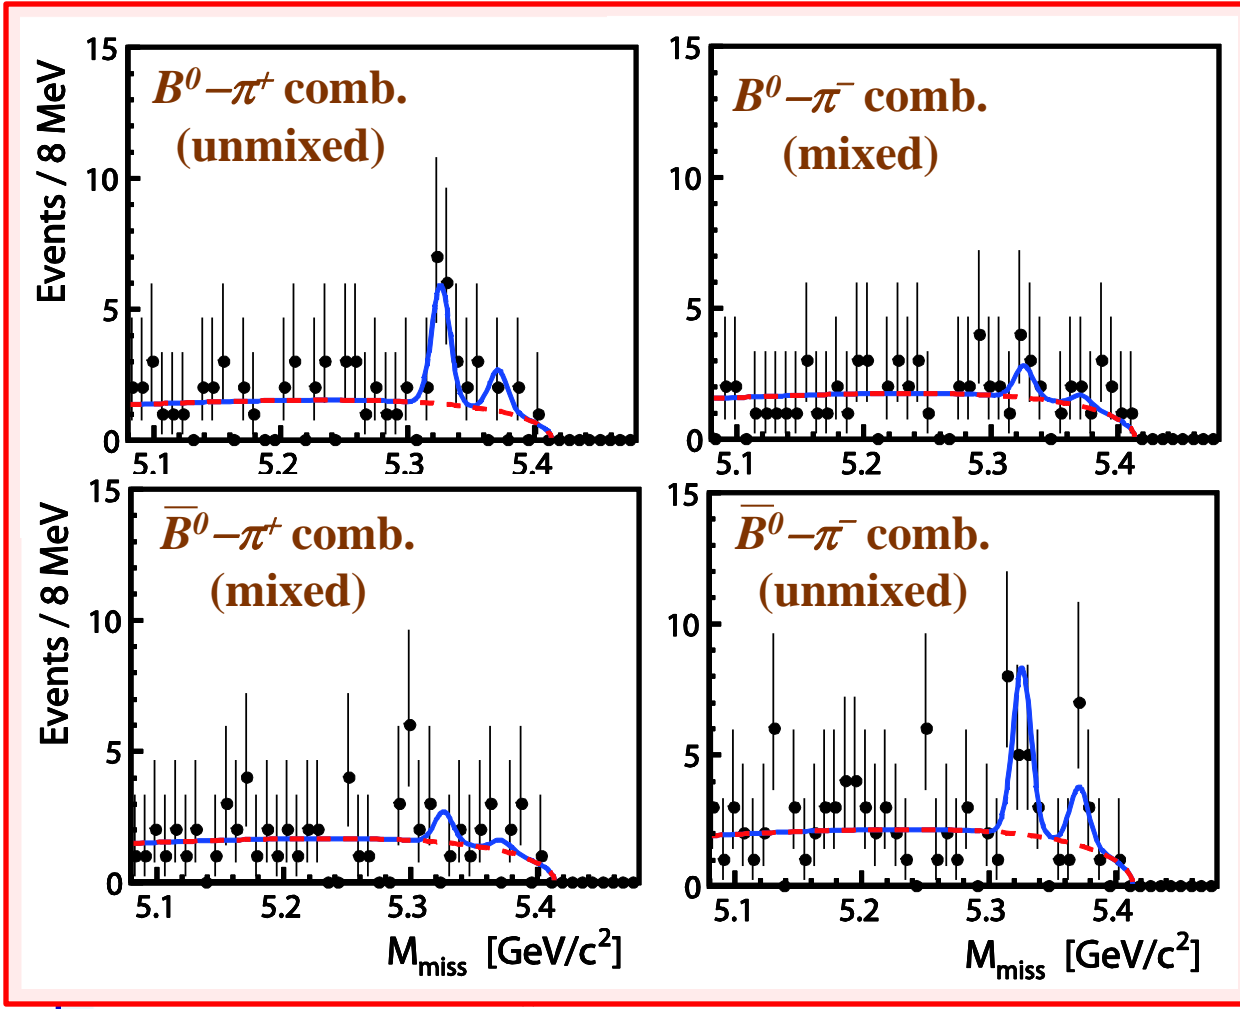 15
10
5
0
Events / 8 MeV
B⁰−π⁺ comb.
(unmixed)
5.1 5.2 5.3 5.4
15
10
5
0
B⁰−π⁻ comb.
(mixed)
5.1 5.2 5.3 5.4
15
10
5
0
Events / 8 MeV
B̅⁰−π⁺ comb.
(mixed)
5.1 5.2 5.3 5.4
M_miss [GeV/c²]
15
10
5
0
B̅⁰−π⁻ comb.
(unmixed)
5.1 5.2 5.3 5.4
M_miss [GeV/c²]